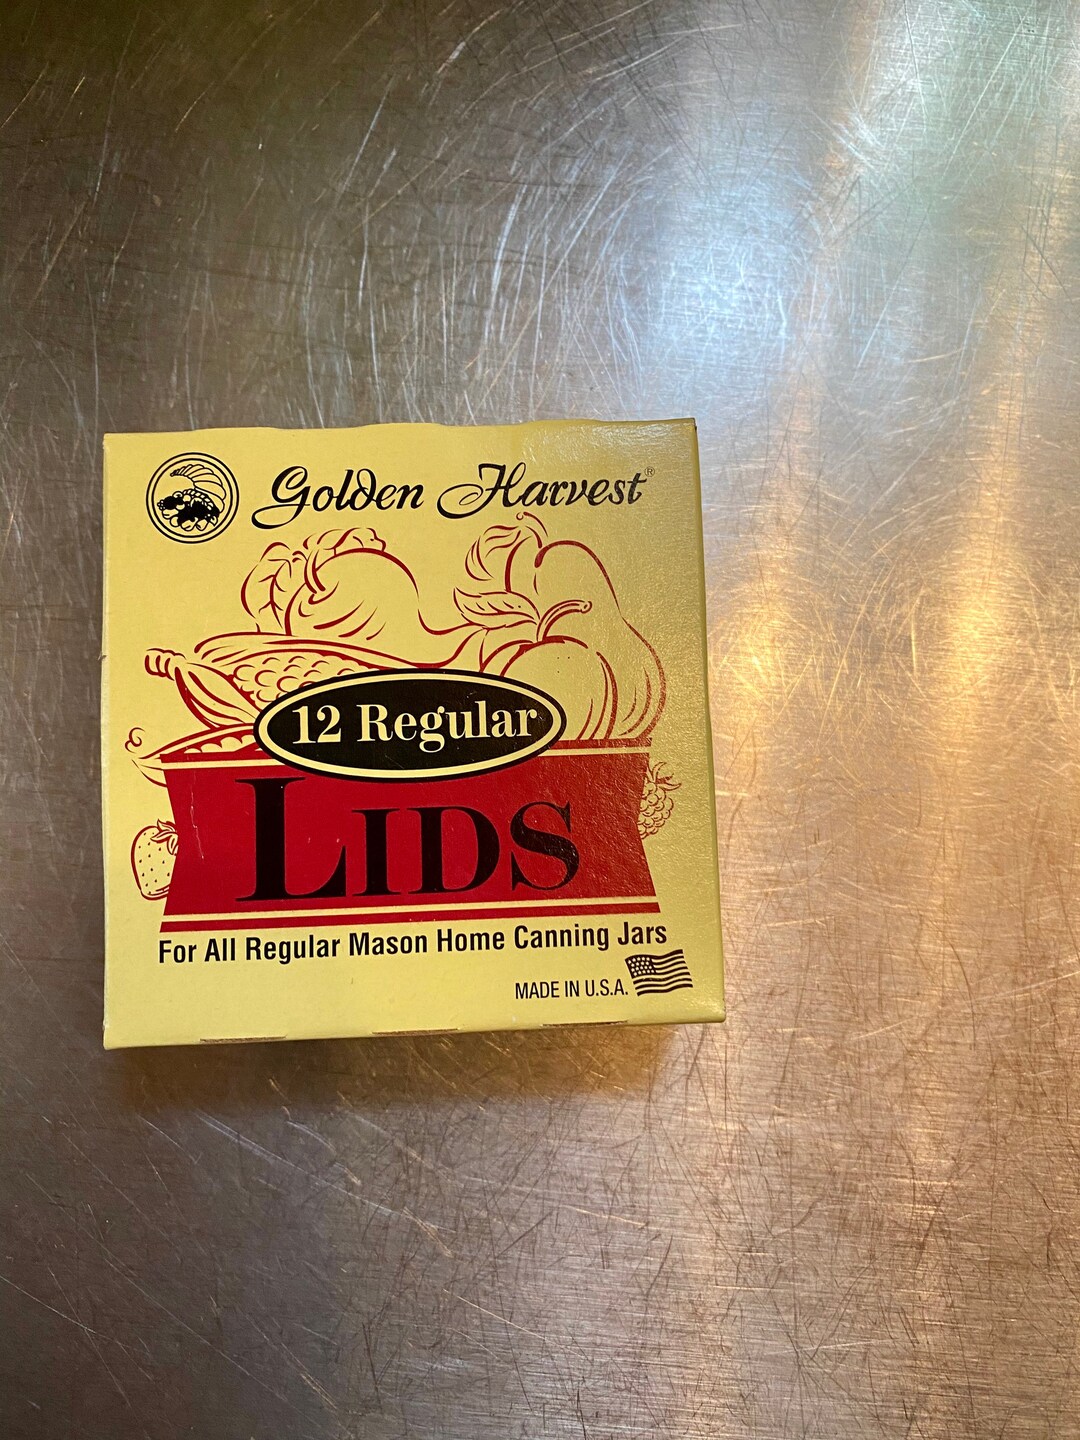 Golden Harvest®
12 Regular
LIDS
For All Regular Mason Home Canning Jars
MADE IN U.S.A.